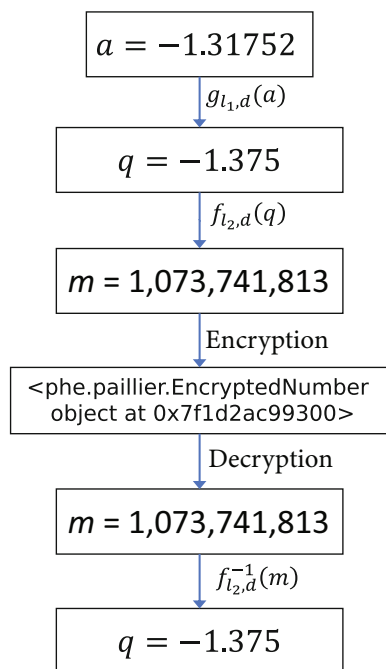 a = −1.31752
g_{l_1,d}(a)
q = −1.375
f_{l_2,d}(q)
m = 1,073,741,813
Encryption
<phe.paillier.EncryptedNumber
object at 0x7f1d2ac99300>
Decryption
m = 1,073,741,813
f_{l_2,d}^{−1}(m)
q = −1.375